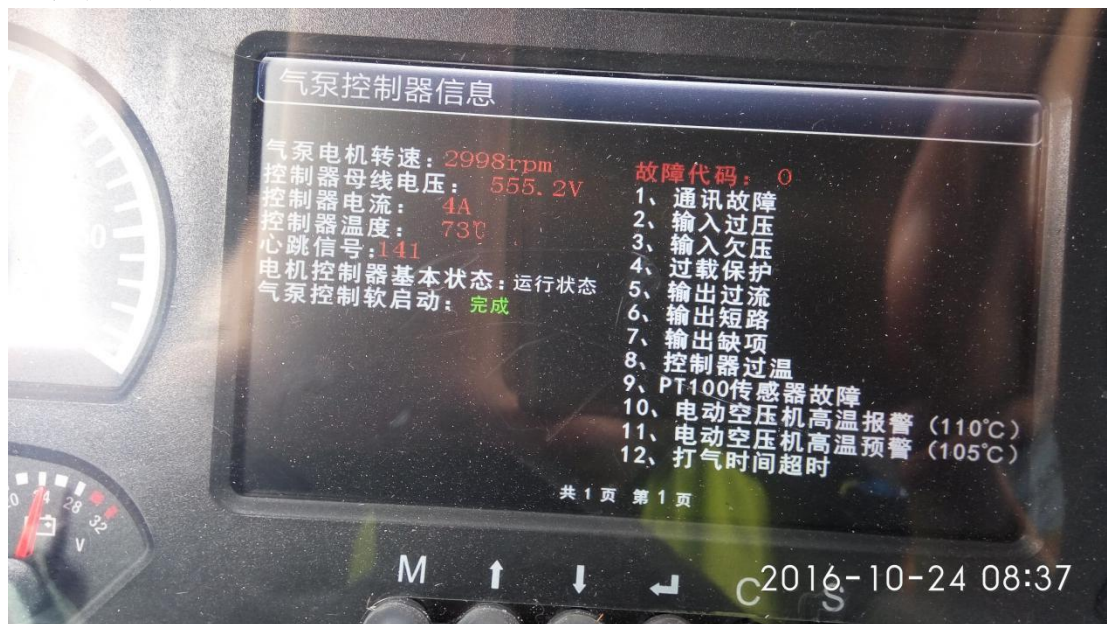 气泵控制器信息
气泵电机转速：2998rpm
控制器母线电压： 555.2V
控制器电流： 4A
控制器温度： 73℃
心跳信号:141
电机控制器基本状态：运行状态
气泵控制软启动：完成
故障代码： 0
1、通讯故障
2、输入过压
3、输入欠压
4、过载保护
5、输出过流
6、输出短路
7、输出缺项
8、控制器过温
9、PT100传感器故障
10、电动空压机高温报警（110℃）
11、电动空压机高温预警（105℃）
12、打气时间超时
共 1 页 第 1 页
24 28 32
V
M ↑ ↓ ↵ C S
2016-10-24 08:37